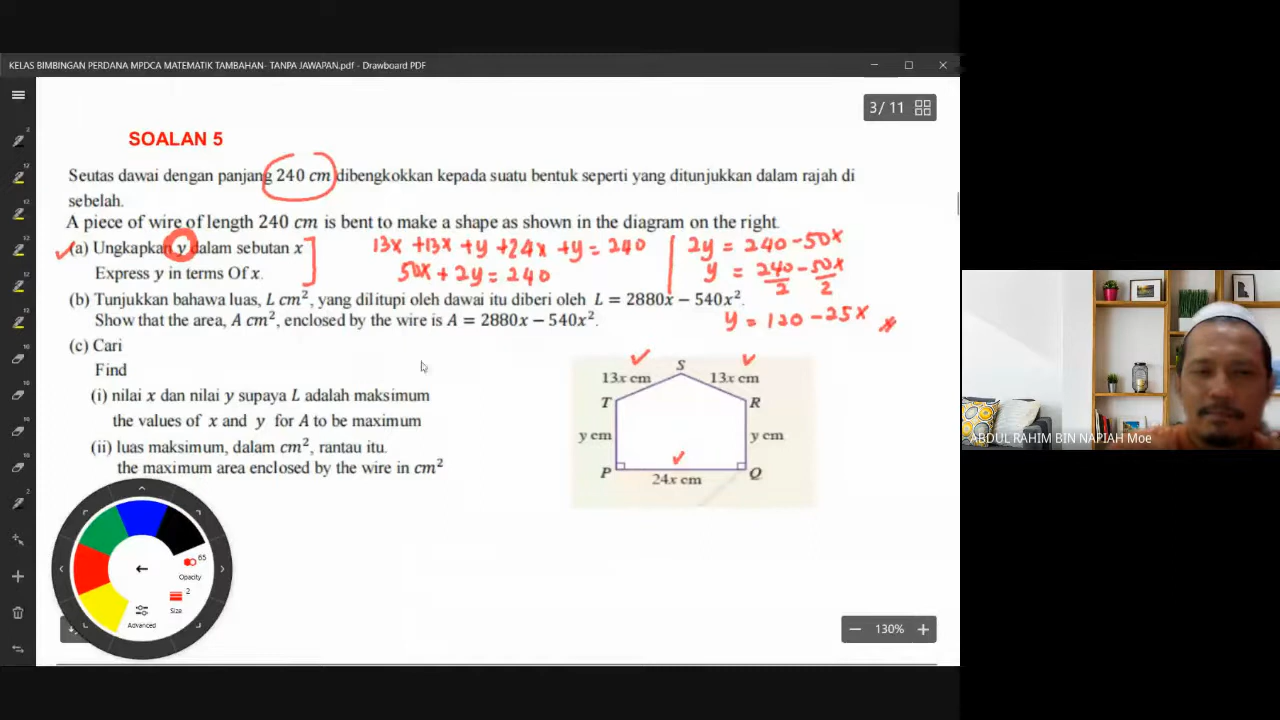 KELAS BIMBINGAN PERDANA MPDCA MATEMATIK TAMBAHAN- TANPA JAWAPAN.pdf - Drawboard PDF
3 / 11
SOALAN 5
Seutas dawai dengan panjang 240 cm dibengkokkan kepada suatu bentuk seperti yang ditunjukkan dalam rajah di
sebelah.
A piece of wire of length 240 cm is bent to make a shape as shown in the diagram on the right.
(a) Ungkapkan y dalam sebutan x
Express y in terms Of x.
13x + 13x + y + 24x + y = 240
50x + 2y = 240
2y = 240 - 50x
y = 240/2 - 50x/2
y = 120 - 25x
(b) Tunjukkan bahawa luas, L cm², yang dilitupi oleh dawai itu diberi oleh L = 2880x − 540x².
Show that the area, A cm², enclosed by the wire is A = 2880x − 540x².
(c) Cari
Find
(i) nilai x dan nilai y supaya L adalah maksimum
the values of x and y for A to be maximum
(ii) luas maksimum, dalam cm², rantau itu.
the maximum area enclosed by the wire in cm²
S
13x cm
13x cm
T
R
y cm
y cm
P
Q
24x cm
65
Opacity
2
Size
Advanced
130%
ABDUL RAHIM BIN NAPIAH Moe